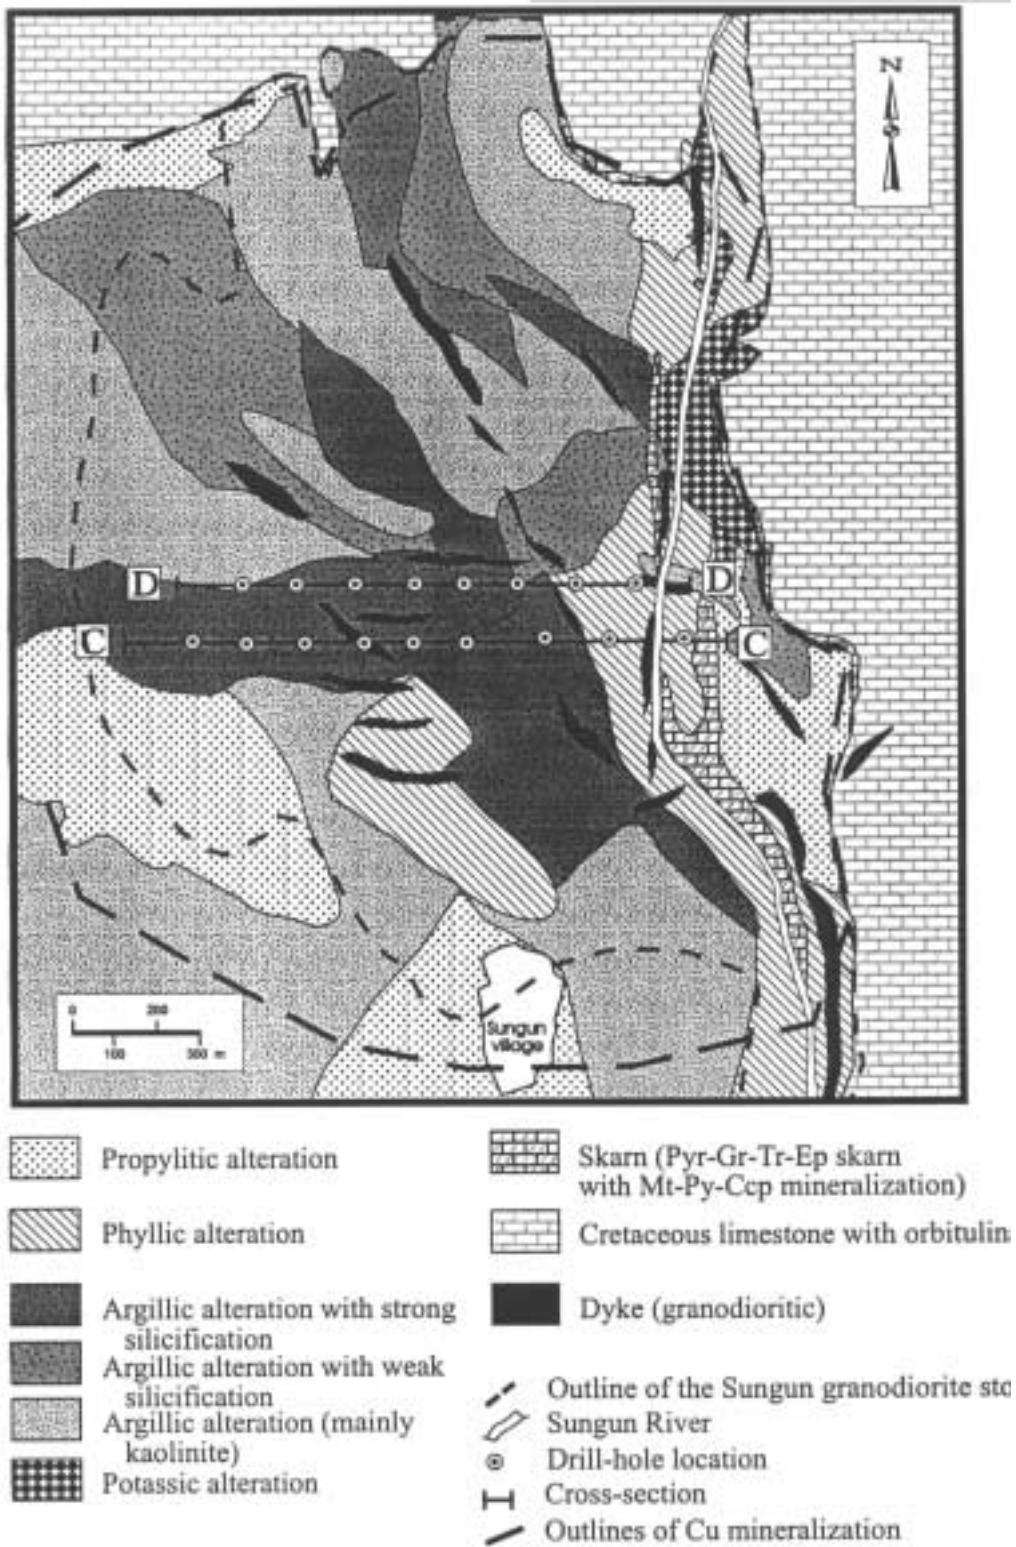 N
S
D
D
C
C
Sungun
village
0
200
100
300 m
Propylitic alteration
Phyllic alteration
Argillic alteration with strong
silicification
Argillic alteration with weak
silicification
Argillic alteration (mainly
kaolinite)
Potassic alteration
Skarn (Pyr-Gr-Tr-Ep skarn
with Mt-Py-Ccp mineralization)
Cretaceous limestone with orbitulin
Dyke (granodioritic)
Outline of the Sungun granodiorite sto
Sungun River
Drill-hole location
Cross-section
Outlines of Cu mineralization